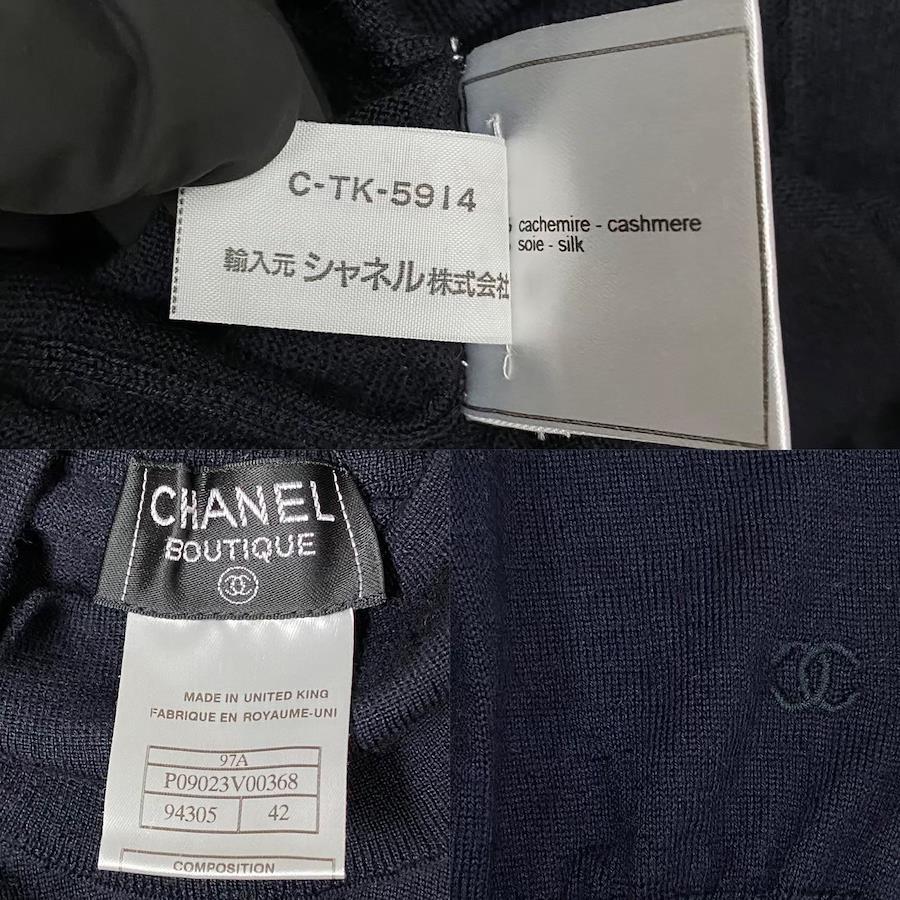 C-TK-5914
輸入元 シャネル株式会社
cachemire - cashmere
soie - silk
CHANEL
BOUTIQUE
MADE IN UNITED KING
FABRIQUE EN ROYAUME-UNI
97A
P09023V00368
94305 42
COMPOSITION